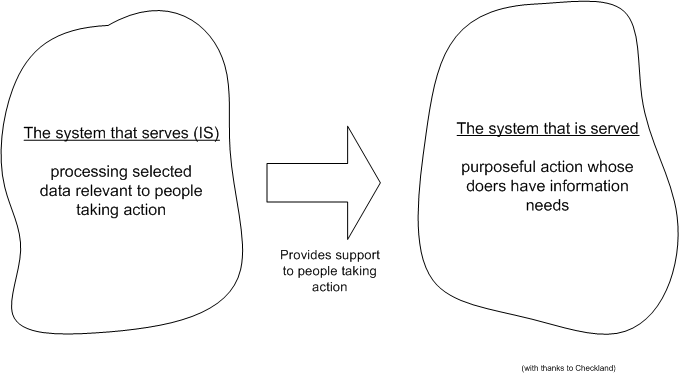 The system that serves (IS)
processing selected
data relevant to people
taking action
Provides support
to people taking
action
The system that is served
purposeful action whose
doers have information
needs
(with thanks to Checkland)